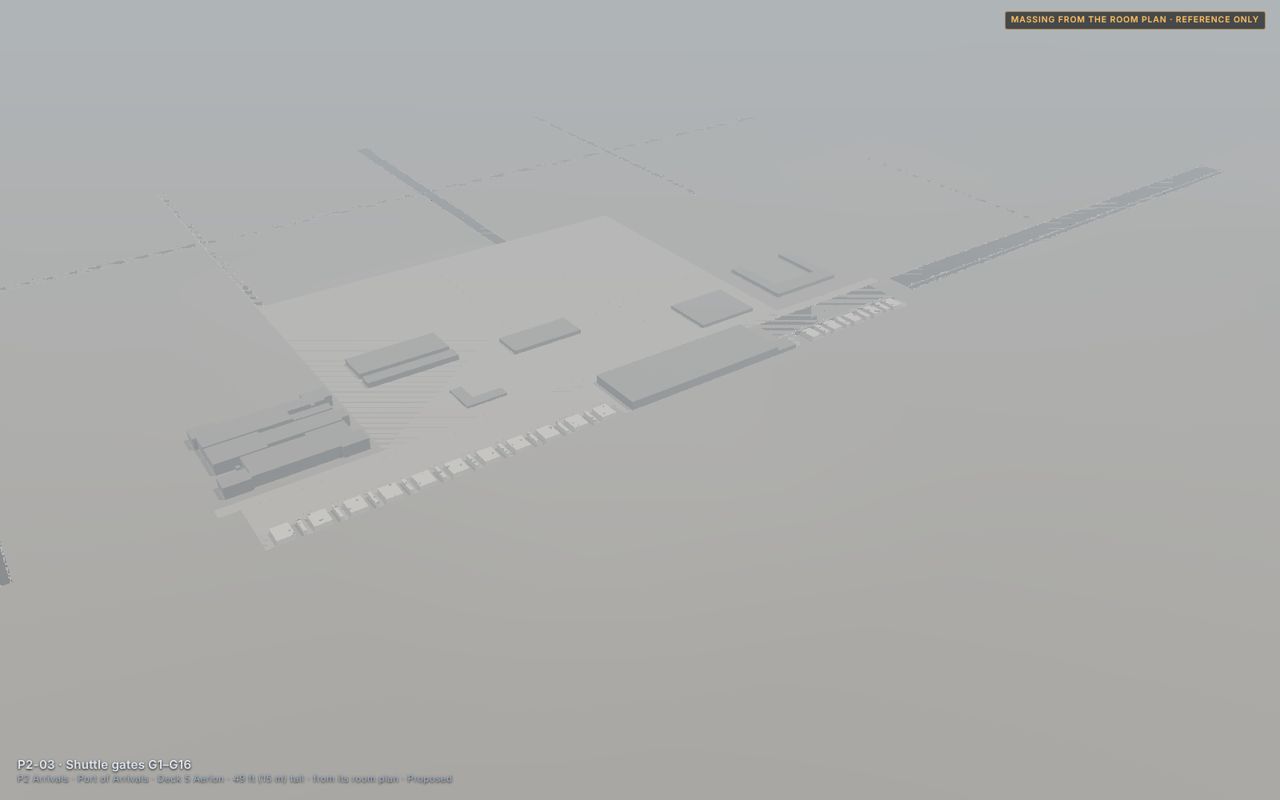 MASSING FROM THE ROOM PLAN · REFERENCE ONLY
P2-03 · Shuttle gates G1–G16
P2 Arrivals · Port of Arrivals · Deck 5 Aerion · 49 ft (15 m) tall · from its room plan · Proposed